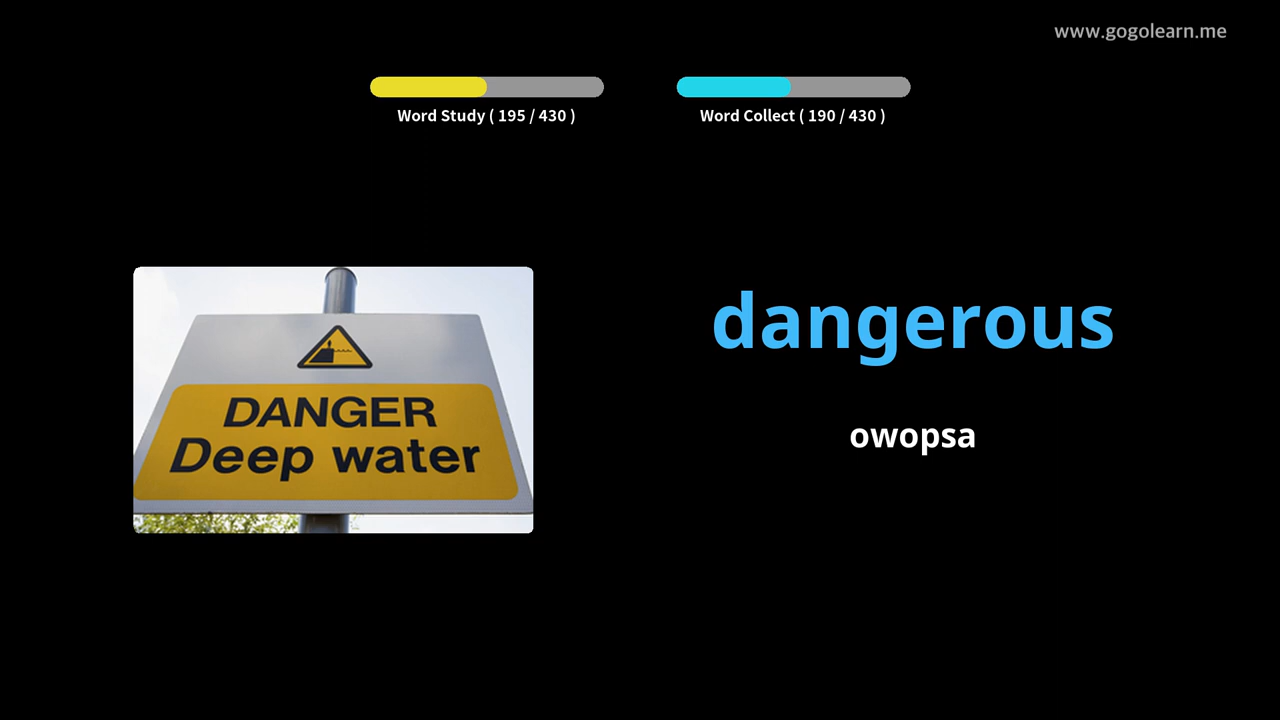 www.gogolearn.me
Word Study ( 195 / 430 )
Word Collect ( 190 / 430 )
DANGER
Deep water
dangerous
owopsa